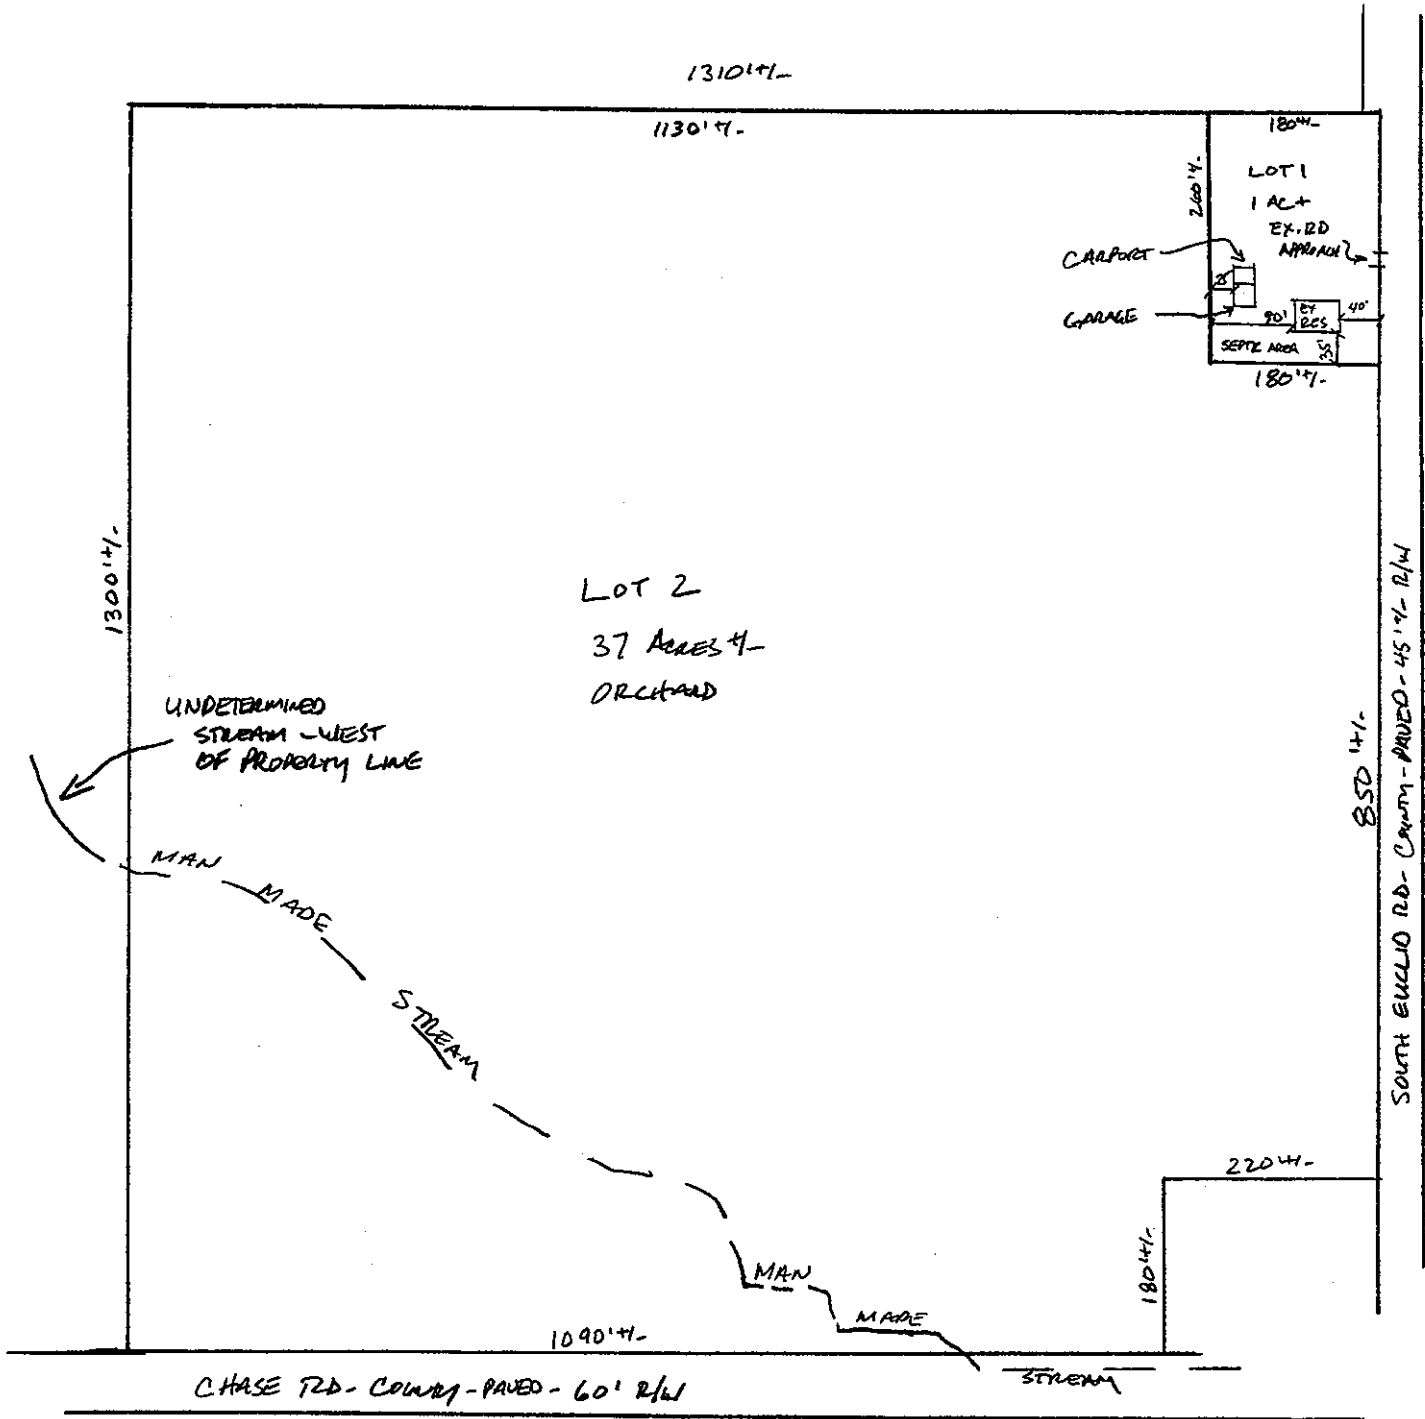 1310'+/-
1130'+/-
180'+/-
260'+/-
LOT 1
1 AC+
EX. RD
APPROACH
CARPORT
GARAGE
90'
EX
RES
40'
SEPTIC AREA
35'
180'+/-
1300'+/-
LOT 2
37 ACRES +/-
ORCHARD
UNDETERMINED
STREAM - WEST
OF PROPERTY LINE
850'+/-
SOUTH EUCLID RD - COUNTY - PAVED - 45'+/- R/W
MAN
MADE
STREAM
220'+/-
180'+/-
MAN
MADE
STREAM
1090'+/-
CHASE RD - COUNTY - PAVED - 60' R/W